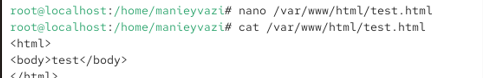 root@localhost:/home/manieyvazi# nano /var/www/html/test.html
root@localhost:/home/manieyvazi# cat /var/www/html/test.html
<html>
<body>test</body>
</html>